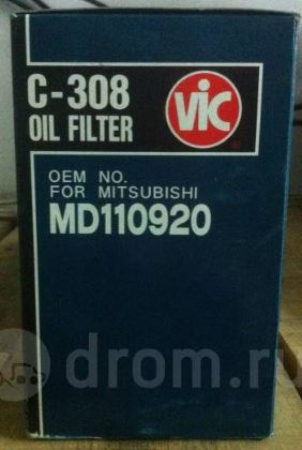 C-308
OIL FILTER
VIC
OEM NO.
FOR MITSUBISHI
MD110920
drom.ru